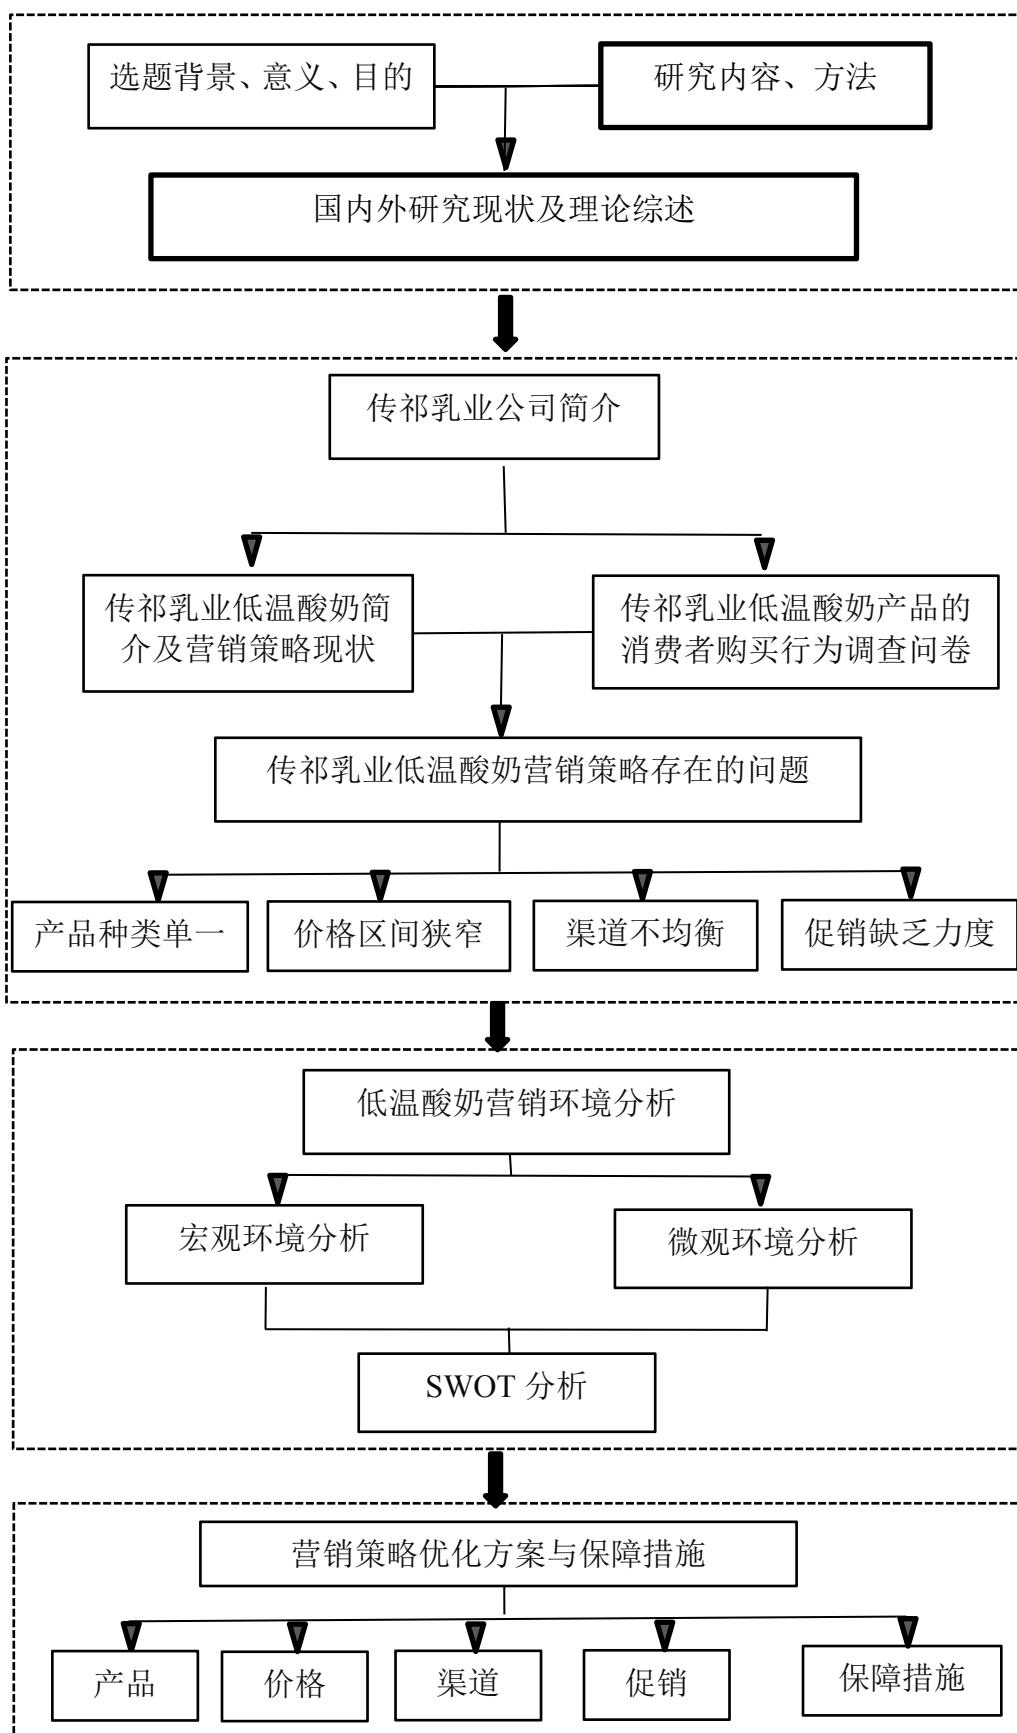 选题背景、意义、目的
研究内容、方法
国内外研究现状及理论综述
传祁乳业公司简介
传祁乳业低温酸奶简
介及营销策略现状
传祁乳业低温酸奶产品的
消费者购买行为调查问卷
传祁乳业低温酸奶营销策略存在的问题
产品种类单一
价格区间狭窄
渠道不均衡
促销缺乏力度
低温酸奶营销环境分析
宏观环境分析
微观环境分析
SWOT 分析
营销策略优化方案与保障措施
产品
价格
渠道
促销
保障措施